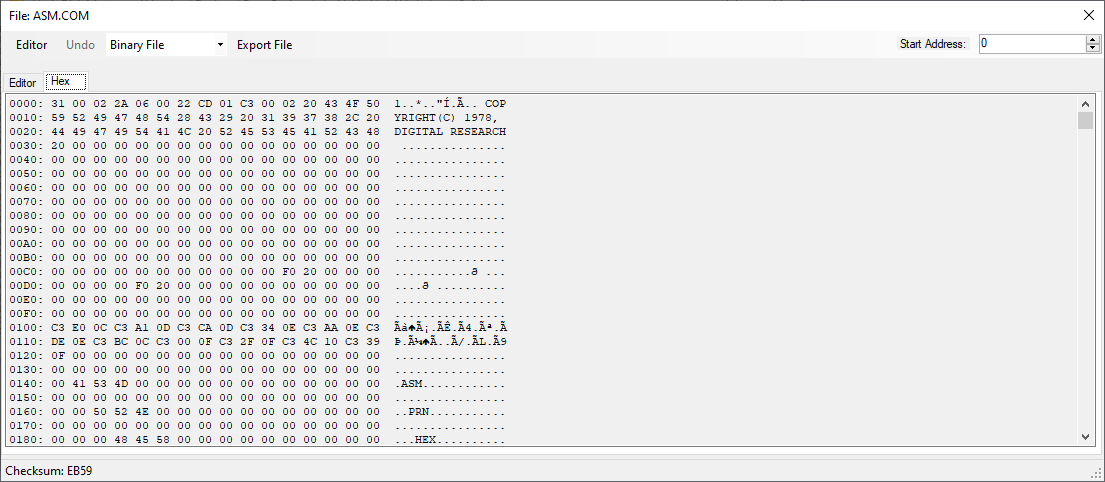 File: ASM.COM
Editor Undo Binary File Export File Start Address: 0
Editor Hex
0000: 31 00 02 2A 06 00 22 CD 01 C3 00 02 20 43 4F 50 1..*.."Í.Ã.. COP
0010: 59 52 49 47 48 54 28 43 29 20 31 39 37 38 2C 20 YRIGHT(C) 1978,
0020: 44 49 47 49 54 41 4C 20 52 45 53 45 41 52 43 48 DIGITAL RESEARCH
0030: 20 00 00 00 00 00 00 00 00 00 00 00 00 00 00 00 ...............
0040: 00 00 00 00 00 00 00 00 00 00 00 00 00 00 00 00 ................
0050: 00 00 00 00 00 00 00 00 00 00 00 00 00 00 00 00 ................
0060: 00 00 00 00 00 00 00 00 00 00 00 00 00 00 00 00 ................
0070: 00 00 00 00 00 00 00 00 00 00 00 00 00 00 00 00 ................
0080: 00 00 00 00 00 00 00 00 00 00 00 00 00 00 00 00 ................
0090: 00 00 00 00 00 00 00 00 00 00 00 00 00 00 00 00 ................
00A0: 00 00 00 00 00 00 00 00 00 00 00 00 00 00 00 00 ................
00B0: 00 00 00 00 00 00 00 00 00 00 00 00 00 00 00 00 ................
00C0: 00 00 00 00 00 00 00 00 00 00 00 F0 20 00 00 00 ...........ð ...
00D0: 00 00 00 00 F0 20 00 00 00 00 00 00 00 00 00 00 ....ð ..........
00E0: 00 00 00 00 00 00 00 00 00 00 00 00 00 00 00 00 ................
00F0: 00 00 00 00 00 00 00 00 00 00 00 00 00 00 00 00 ................
0100: C3 E0 0C C3 A1 0D C3 CA 0D C3 34 0E C3 AA 0E C3 Ãà♠Ã¡.ÃÊ.Ã4.Ãª.Ã
0110: DE 0E C3 BC 0C C3 00 0F C3 2F 0F C3 4C 10 C3 39 Þ.Ã¼♠Ã..Ã/.ÃL.Ã9
0120: 0F 00 00 00 00 00 00 00 00 00 00 00 00 00 00 00 ................
0130: 00 00 00 00 00 00 00 00 00 00 00 00 00 00 00 00 ................
0140: 00 41 53 4D 00 00 00 00 00 00 00 00 00 00 00 00 .ASM............
0150: 00 00 00 00 00 00 00 00 00 00 00 00 00 00 00 00 ................
0160: 00 00 50 52 4E 00 00 00 00 00 00 00 00 00 00 00 ..PRN...........
0170: 00 00 00 00 00 00 00 00 00 00 00 00 00 00 00 00 ................
0180: 00 00 00 48 45 58 00 00 00 00 00 00 00 00 00 00 ...HEX..........
Checksum: EB59